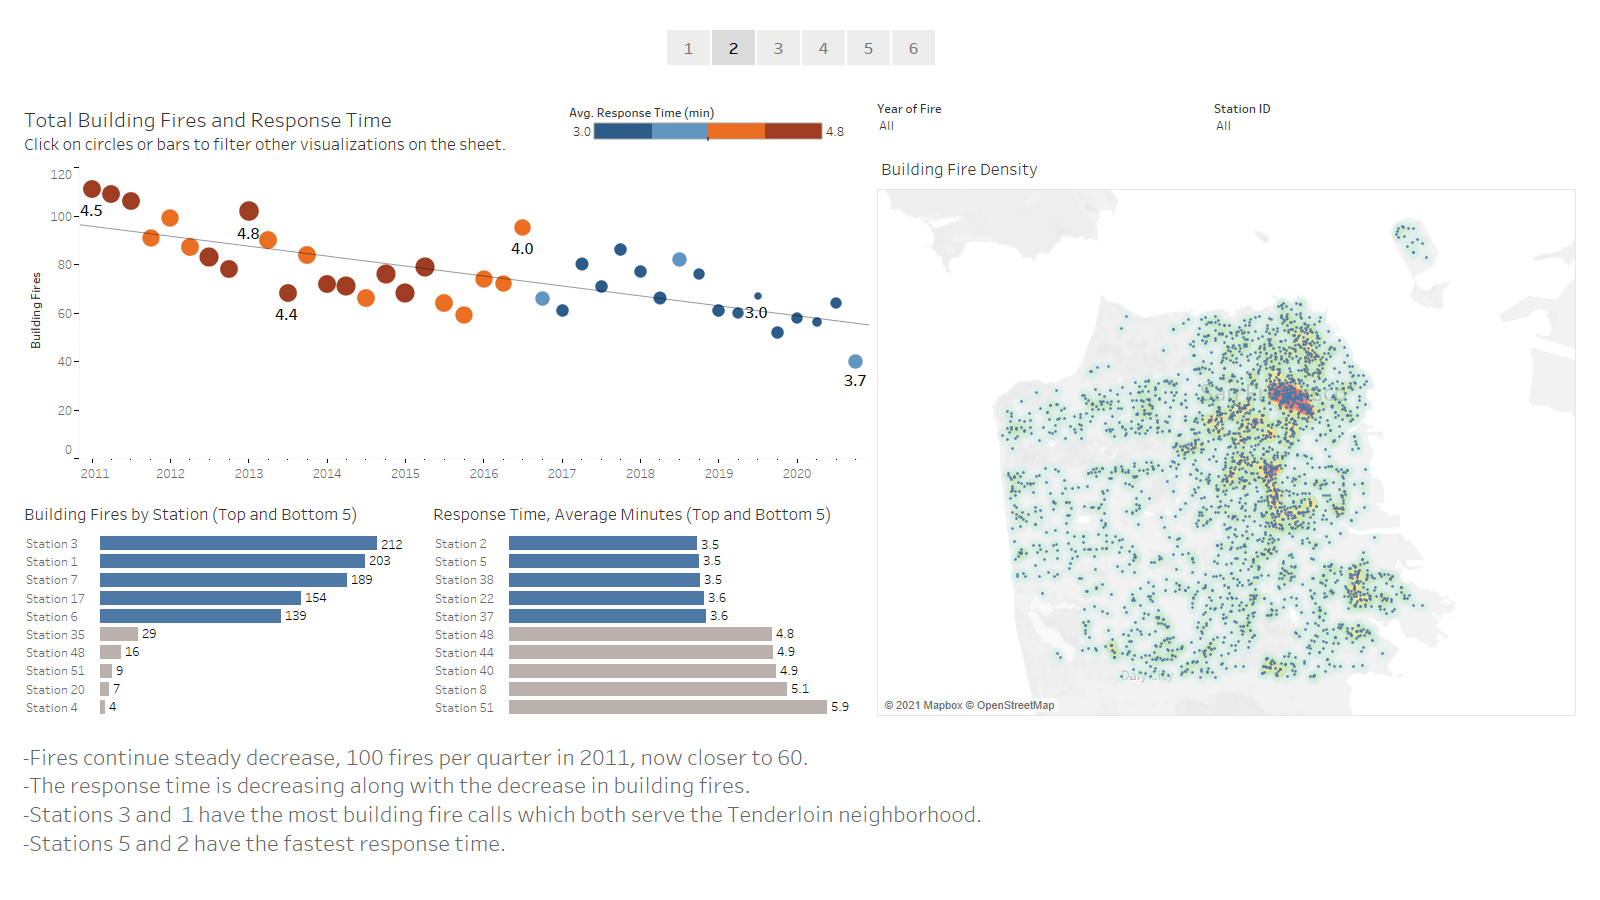 1 2 3 4 5 6
Total Building Fires and Response Time
Click on circles or bars to filter other visualizations on the sheet.
Avg. Response Time (min)
3.0 4.8
Year of Fire
All
Station ID
All
Building Fires
120
100
80
60
40
20
0
4.5
4.8
4.4
4.0
3.0
3.7
2011 2012 2013 2014 2015 2016 2017 2018 2019 2020
Building Fire Density
Daly City
© 2021 Mapbox © OpenStreetMap
Building Fires by Station (Top and Bottom 5)
Station 3 212
Station 1 203
Station 7 189
Station 17 154
Station 6 139
Station 35 29
Station 48 16
Station 51 9
Station 20 7
Station 4 4
Response Time, Average Minutes (Top and Bottom 5)
Station 2 3.5
Station 5 3.5
Station 38 3.5
Station 22 3.6
Station 37 3.6
Station 48 4.8
Station 44 4.9
Station 40 4.9
Station 8 5.1
Station 51 5.9
-Fires continue steady decrease, 100 fires per quarter in 2011, now closer to 60.
-The response time is decreasing along with the decrease in building fires.
-Stations 3 and  1 have the most building fire calls which both serve the Tenderloin neighborhood.
-Stations 5 and 2 have the fastest response time.